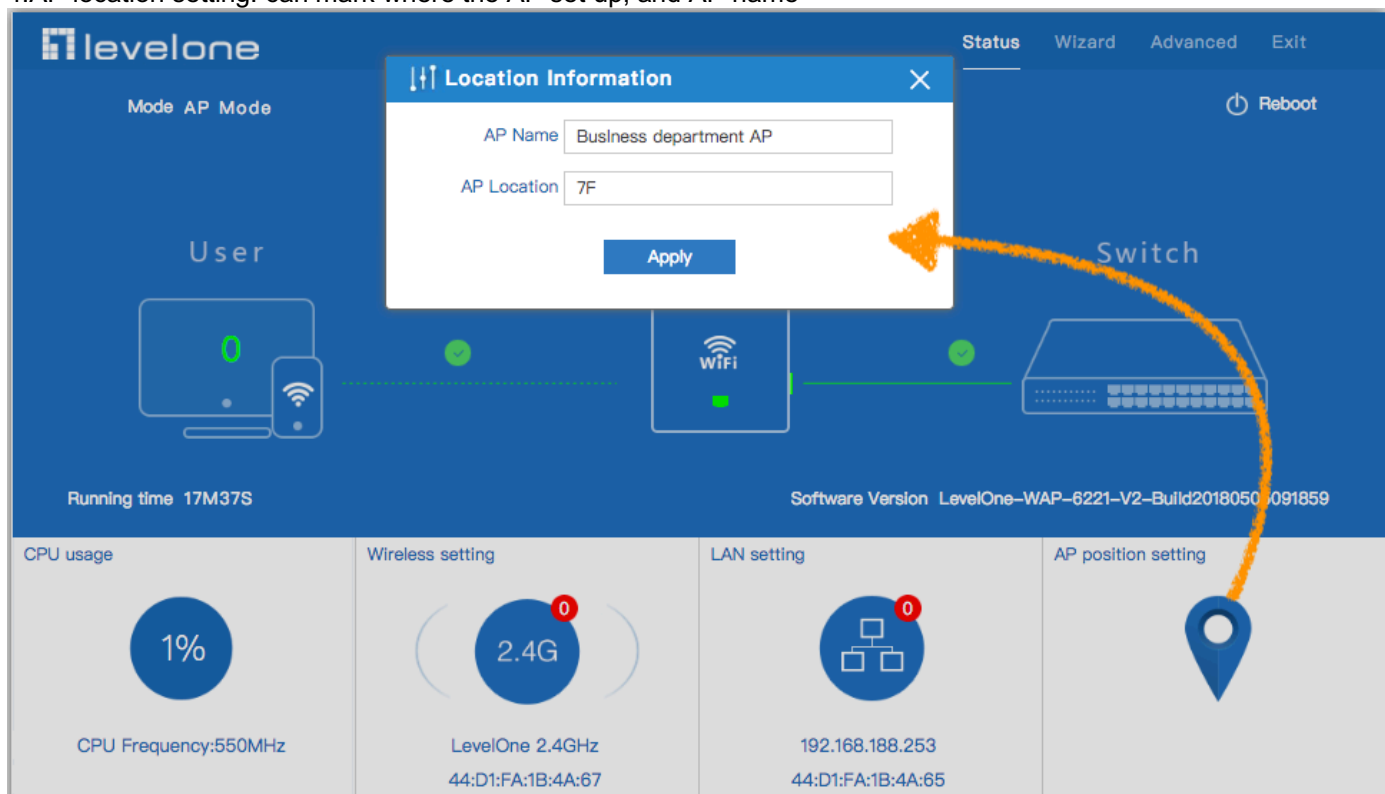 levelone
Status Wizard Advanced Exit
Location Information
Mode AP Mode
Reboot
AP Name Business department AP
AP Location 7F
Apply
User
Switch
0
WiFi
Running time 17M37S
Software Version LevelOne-WAP-6221-V2-Build2018050 091859
CPU usage
Wireless setting
LAN setting
AP position setting
1%
0
2.4G
0
CPU Frequency:550MHz
LevelOne 2.4GHz
192.168.188.253
44:D1:FA:1B:4A:67
44:D1:FA:1B:4A:65